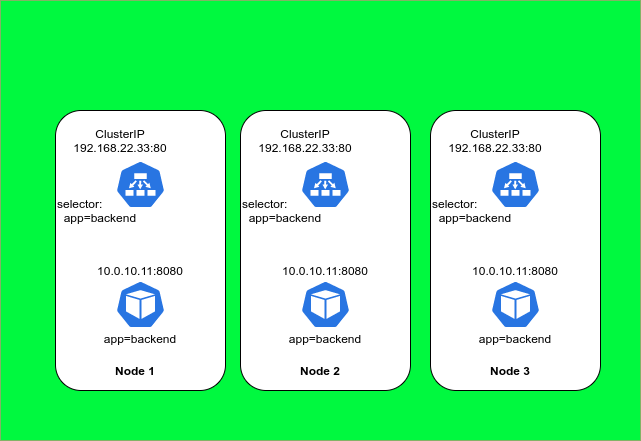 ClusterIP
192.168.22.33:80
selector:
app=backend
10.0.10.11:8080
app=backend
Node 1
ClusterIP
192.168.22.33:80
selector:
app=backend
10.0.10.11:8080
app=backend
Node 2
ClusterIP
192.168.22.33:80
selector:
app=backend
10.0.10.11:8080
app=backend
Node 3